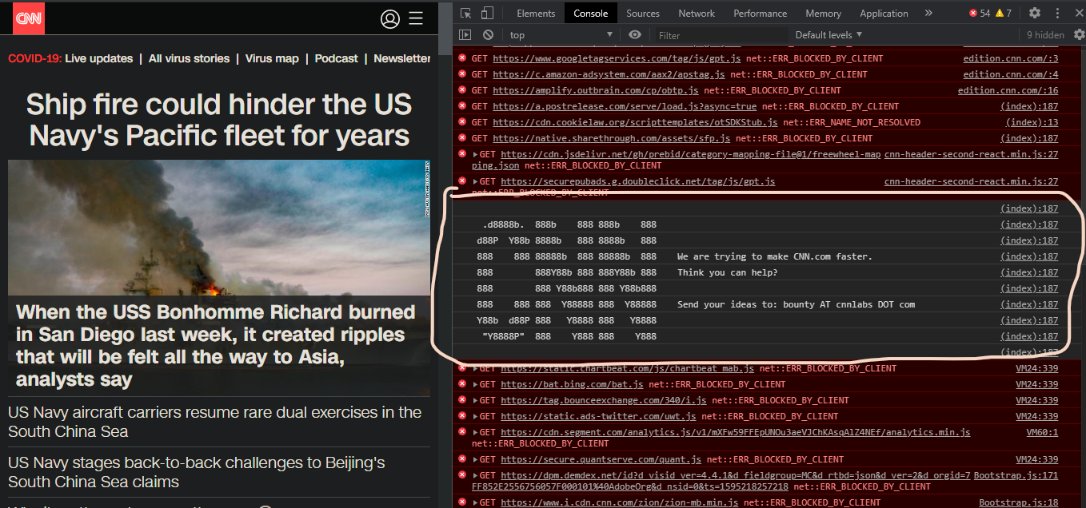 CNN
COVID-19: Live updates | All virus stories | Virus map | Podcast | Newsletter
Ship fire could hinder the US
Navy's Pacific fleet for years
When the USS Bonhomme Richard burned
in San Diego last week, it created ripples
that will be felt all the way to Asia,
analysts say
US Navy aircraft carriers resume rare dual exercises in the
South China Sea
US Navy stages back-to-back challenges to Beijing's
South China Sea claims
Elements Console Sources Network Performance Memory Application » 54 7
top Filter Default levels ▼ 9 hidden
GET https://www.googletagservices.com/tag/js/gpt.js net::ERR_BLOCKED_BY_CLIENT edition.cnn.com/:3
GET https://c.amazon-adsystem.com/aax2/apstag.js net::ERR_BLOCKED_BY_CLIENT edition.cnn.com/:4
GET https://amplify.outbrain.com/cp/obtp.js net::ERR_BLOCKED_BY_CLIENT edition.cnn.com/:16
GET https://a.postrelease.com/serve/load.js?async=true net::ERR_BLOCKED_BY_CLIENT (index):187
GET https://cdn.cookielaw.org/scripttemplates/otSDKStub.js net::ERR_NAME_NOT_RESOLVED (index):13
GET https://native.sharethrough.com/assets/sfp.js net::ERR_BLOCKED_BY_CLIENT (index):187
GET https://cdn.jsdelivr.net/gh/prebid/category-mapping-file@1/freewheel-map cnn-header-second-react.min.js:27
ping.json net::ERR_BLOCKED_BY_CLIENT
GET https://securepubads.g.doubleclick.net/tag/js/gpt.js cnn-header-second-react.min.js:27
net::ERR_BLOCKED_BY_CLIENT
(index):187
.d8888b. 888b 888 888b 888 (index):187
d88P Y88b 8888b 888 8888b 888 (index):187
888 888 88888b 888 88888b 888 We are trying to make CNN.com faster. (index):187
888 888Y88b 888 888Y88b 888 Think you can help? (index):187
888 888 Y88b888 888 Y88b888 (index):187
888 888 888 Y88888 888 Y88888 Send your ideas to: bounty AT cnnlabs DOT com (index):187
Y88b d88P 888 Y8888 888 Y8888 (index):187
"Y8888P" 888 Y888 888 Y888 (index):187
(index):187
GET https://static.chartbeat.com/js/chartbeat_mab.js net::ERR_BLOCKED_BY_CLIENT VM24:339
GET https://bat.bing.com/bat.js net::ERR_BLOCKED_BY_CLIENT VM24:339
GET https://tag.bounceexchange.com/340/i.js net::ERR_BLOCKED_BY_CLIENT VM24:339
GET https://static.ads-twitter.com/uwt.js net::ERR_BLOCKED_BY_CLIENT VM24:339
GET https://cdn.segment.com/analytics.js/v1/mXFw59FFEpUNOu3aeVJChKAsqAlZ4NEf/analytics.min.js VM60:1
net::ERR_BLOCKED_BY_CLIENT
GET https://secure.quantserve.com/quant.js net::ERR_BLOCKED_BY_CLIENT VM24:339
GET https://dpm.demdex.net/id?d_visid_ver=4.4.1&d_fieldgroup=MC&d_rtbd=json&d_ver=2&d_orgid=7 Bootstrap.js:171
FF852E2556756057F000101%40AdobeOrg&d_nsid=0&ts=1595218257218 net::ERR_BLOCKED_BY_CLIENT
GET https://www.i.cdn.cnn.com/zion/zion-mb.min.js net::ERR_BLOCKED_BY_CLIENT Bootstrap.js:18